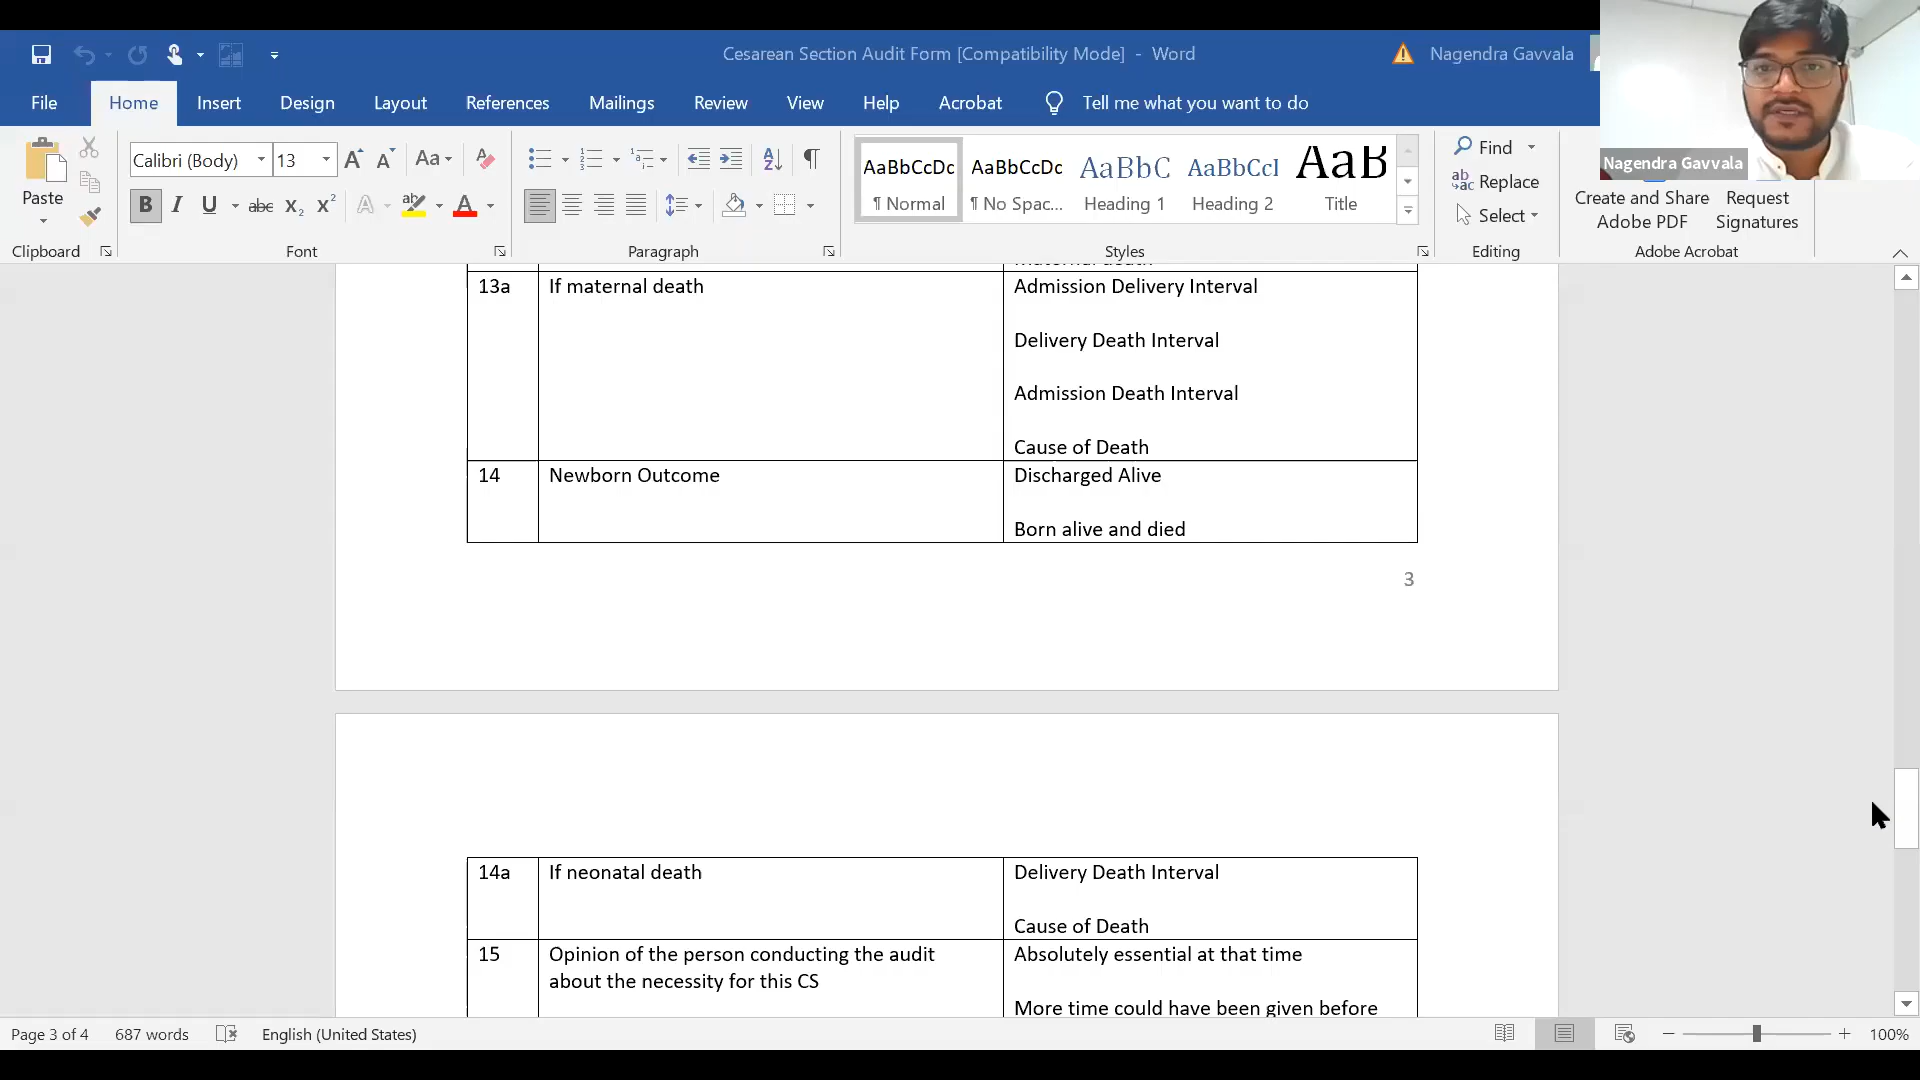 Cesarean Section Audit Form [Compatibility Mode] - Word
Nagendra Gavvala
File Home Insert Design Layout References Mailings Review View Help Acrobat Tell me what you want to do
Nagendra Gavvala
Paste
Clipboard
Calibri (Body) 13
Font
Paragraph
AaBbCcDc AaBbCcDc AaBbC AaBbCcI AaB
¶ Normal ¶ No Spac... Heading 1 Heading 2 Title
Styles
Find
Replace
Select
Editing
Create and Share Adobe PDF
Request Signatures
Adobe Acrobat
13a If maternal death Admission Delivery Interval
Delivery Death Interval
Admission Death Interval
Cause of Death
14 Newborn Outcome Discharged Alive
Born alive and died
3
14a If neonatal death Delivery Death Interval
Cause of Death
15 Opinion of the person conducting the audit Absolutely essential at that time
about the necessity for this CS
More time could have been given before
Page 3 of 4 687 words English (United States) 100%